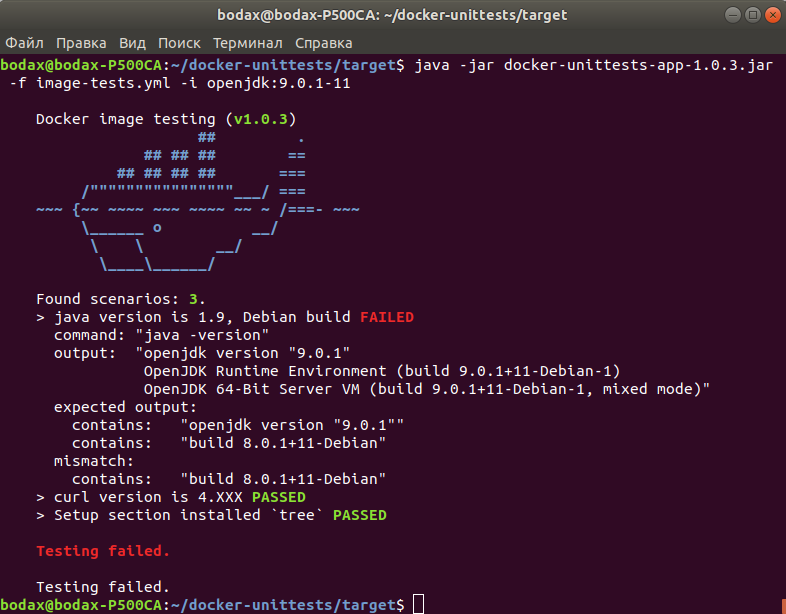 bodax@bodax-P500CA: ~/docker-unittests/target
Файл Правка Вид Поиск Терминал Справка
bodax@bodax-P500CA:~/docker-unittests/target$ java -jar docker-unittests-app-1.0.3.jar
 -f image-tests.yml -i openjdk:9.0.1-11

    Docker image testing (v1.0.3)
                      ##          .
                ## ## ##        ==
             ## ## ## ##       ===
         /""""""""""""""""___/ ===
    ~~~ {~~ ~~~~ ~~~ ~~~~ ~~ ~ /===- ~~~
         \______ o          __/
          \    \        __/
           \____\______/

    Found scenarios: 3.
    > java version is 1.9, Debian build FAILED
      command: "java -version"
      output:  "openjdk version "9.0.1"
                OpenJDK Runtime Environment (build 9.0.1+11-Debian-1)
                OpenJDK 64-Bit Server VM (build 9.0.1+11-Debian-1, mixed mode)"
      expected output:
        contains:   "openjdk version "9.0.1""
        contains:   "build 8.0.1+11-Debian"
      mismatch:
        contains:   "build 8.0.1+11-Debian"
    > curl version is 4.XXX PASSED
    > Setup section installed `tree` PASSED

    Testing failed.

    Testing failed.
bodax@bodax-P500CA:~/docker-unittests/target$